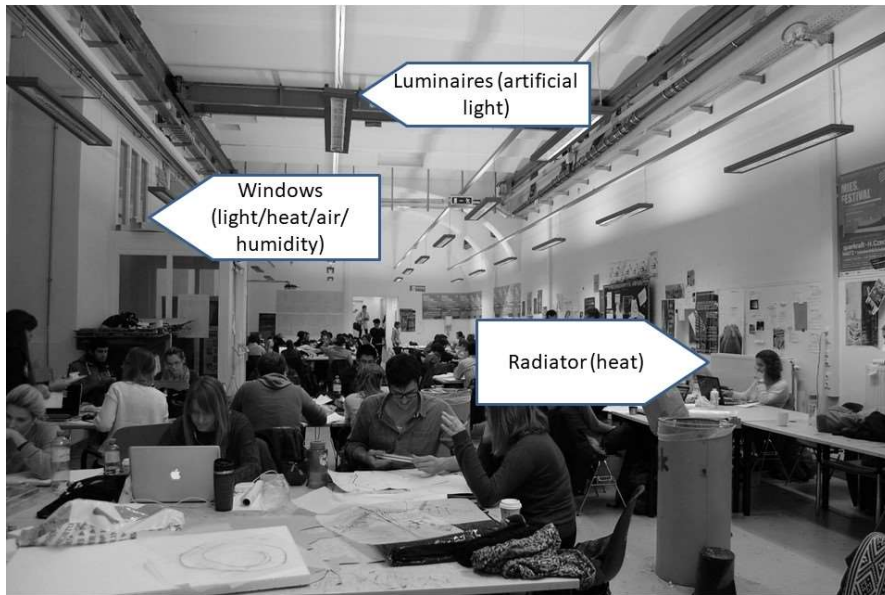 Luminaires (artificial
light)
Windows
(light/heat/air/
humidity)
Radiator (heat)